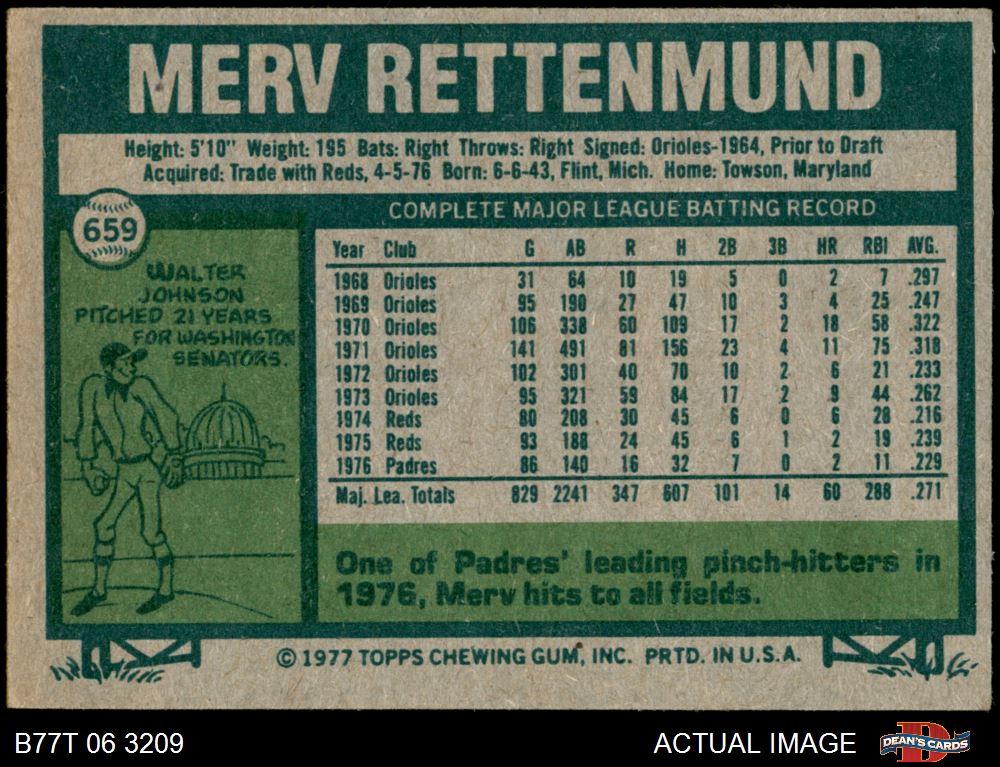 MERV RETTENMUND
Height: 5'10" Weight: 195 Bats: Right Throws: Right Signed: Orioles-1964, Prior to Draft
Acquired: Trade with Reds, 4-5-76 Born: 6-6-43, Flint, Mich. Home: Towson, Maryland
659
WALTER
JOHNSON
PITCHED 21 YEARS
FOR WASHINGTON
SENATORS.
COMPLETE MAJOR LEAGUE BATTING RECORD
Year Club G AB R H 2B 3B HR RBI AVG.
1968 Orioles 31 64 10 19 5 0 2 7 .297
1969 Orioles 95 190 27 47 10 3 4 25 .247
1970 Orioles 106 338 60 109 17 2 18 58 .322
1971 Orioles 141 491 81 156 23 4 11 75 .318
1972 Orioles 102 301 40 70 10 2 6 21 .233
1973 Orioles 95 321 59 84 17 2 9 44 .262
1974 Reds 80 208 30 45 6 0 6 28 .216
1975 Reds 93 188 24 45 6 1 2 19 .239
1976 Padres 86 140 16 32 7 0 2 11 .229
Maj. Lea. Totals 829 2241 347 607 101 14 60 288 .271
One of Padres' leading pinch-hitters in
1976, Merv hits to all fields.
© 1977 TOPPS CHEWING GUM, INC. PRTD. IN U.S.A.
B77T 06 3209
ACTUAL IMAGE
D
DEAN'S CARDS